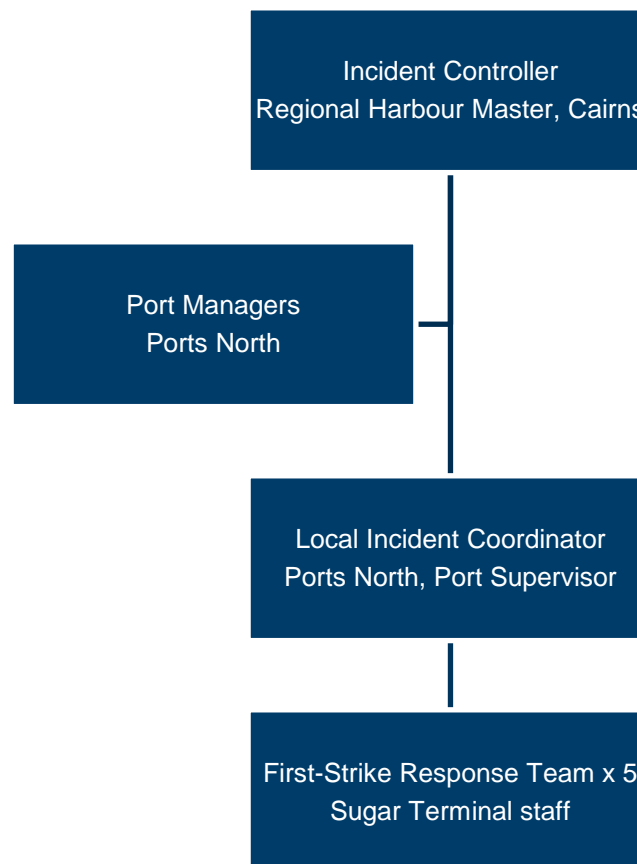 Incident Controller
Regional Harbour Master, Cairns
Port Managers
Ports North
Local Incident Coordinator
Ports North, Port Supervisor
First-Strike Response Team x 5
Sugar Terminal staff